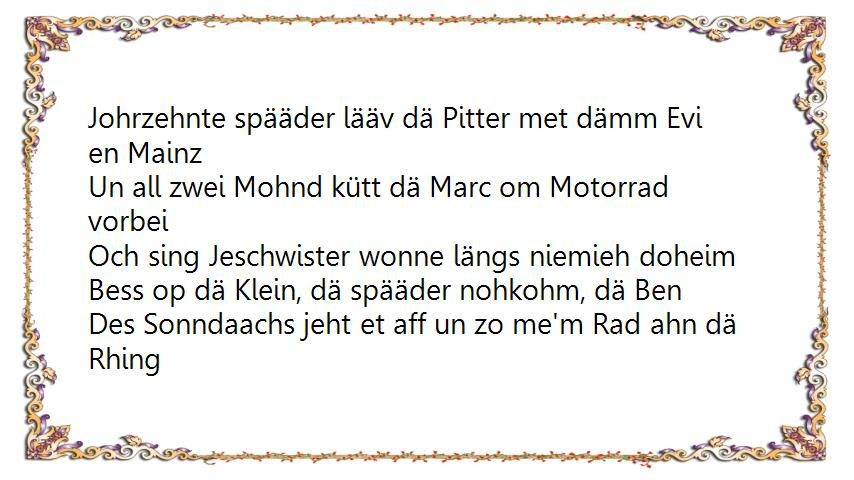 Johrzehnte spääder lääv dä Pitter met dämm Evi
en Mainz
Un all zwei Mohnd kütt dä Marc om Motorrad
vorbei
Och sing Jeschwister wonne längs niemieh doheim
Bess op dä Klein, dä spääder nohkohm, dä Ben
Des Sonndaachs jeht et aff un zo me'm Rad ahn dä
Rhing